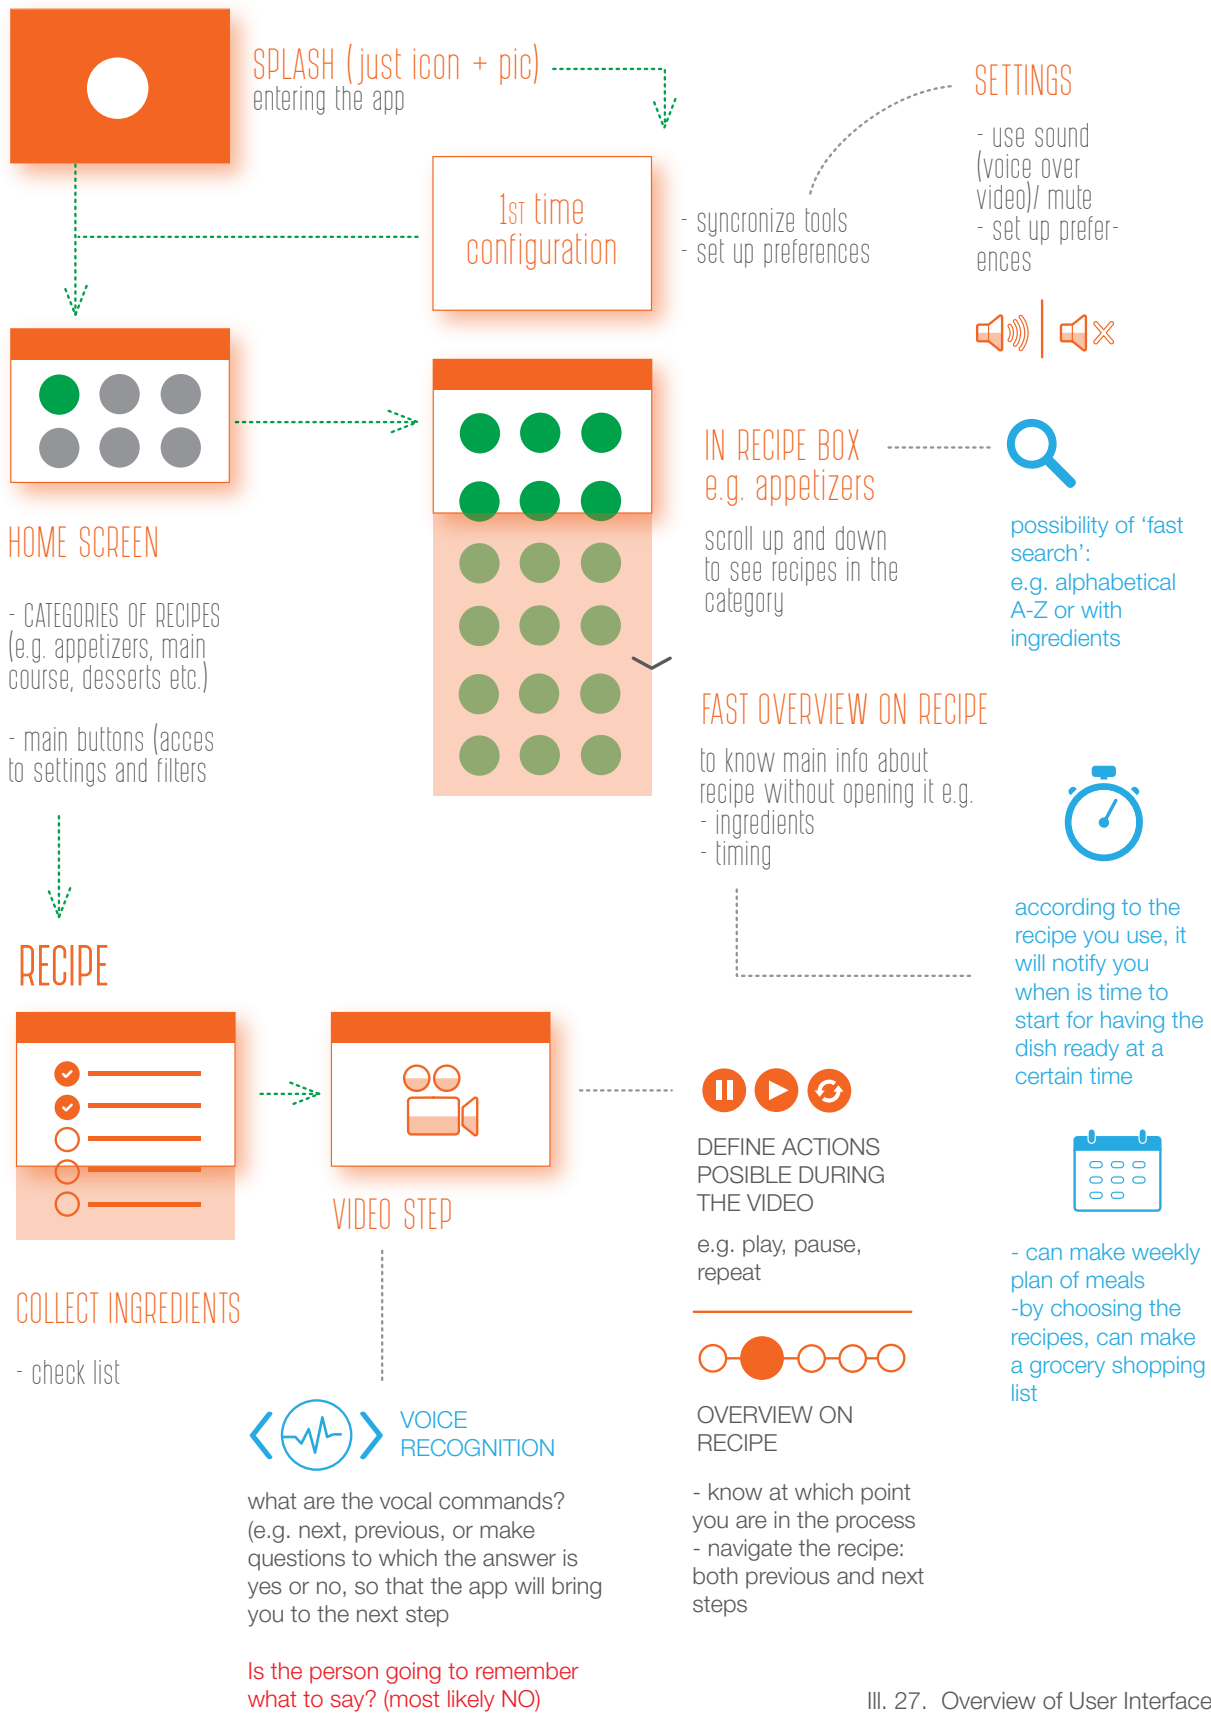 SPLASH (just icon + pic)
entering the app
1ST time
configuration
- syncronize tools
- set up preferences
SETTINGS
- use sound
(voice over
video)/ mute
- set up prefer-
ences
HOME SCREEN
- CATEGORIES OF RECIPES
(e.g. appetizers, main
course, desserts etc.)
- main buttons (acces
to settings and filters
IN RECIPE BOX
e.g. appetizers
scroll up and down
to see recipes in the
category
possibility of ‘fast
search’:
e.g. alphabetical
A-Z or with
ingredients
FAST OVERVIEW ON RECIPE
to know main info about
recipe without opening it e.g.
- ingredients
- timing
according to the
recipe you use, it
will notify you
when is time to
start for having the
dish ready at a
certain time
- can make weekly
plan of meals
-by choosing the
recipes, can make
a grocery shopping
list
RECIPE
COLLECT INGREDIENTS
- check list
VIDEO STEP
DEFINE ACTIONS
POSIBLE DURING
THE VIDEO
e.g. play, pause,
repeat
OVERVIEW ON
RECIPE
- know at which point
you are in the process
- navigate the recipe:
both previous and next
steps
VOICE
RECOGNITION
what are the vocal commands?
(e.g. next, previous, or make
questions to which the answer is
yes or no, so that the app will bring
you to the next step
Is the person going to remember
what to say? (most likely NO)
Ill. 27. Overview of User Interface